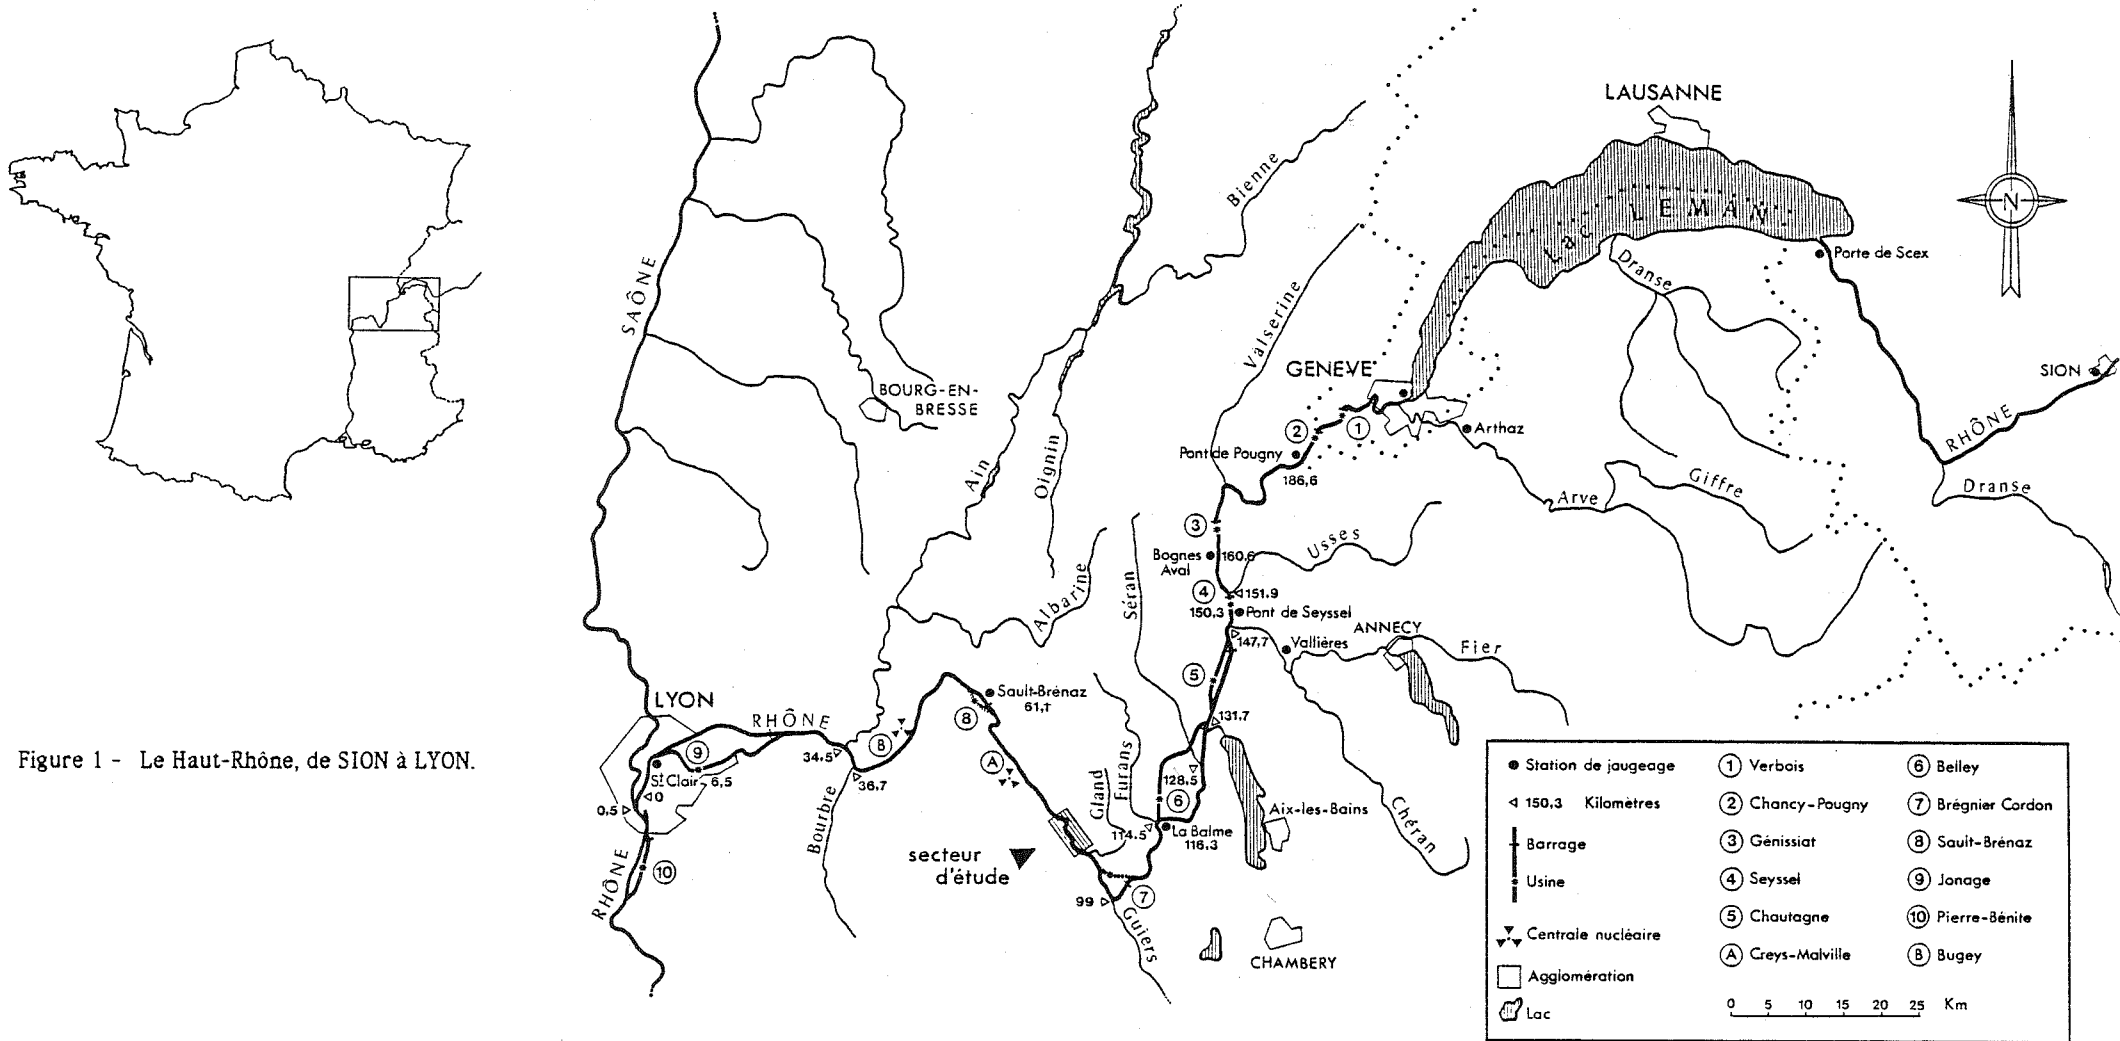 LAUSANNE
Lac LEMAN
Porte de Scex
Dranse
SION
RHÔNE
Dranse
Bienne
Valserine
GENEVE
1
2
Arthaz
Pont de Pougny
186,6
Arve
Giffre
SAÔNE
BOURG-EN-
BRESSE
Ain
Oignin
3
Bognes
Aval
160.6
Usses
4
151.9
150.3
Pont de Seyssel
147,7
Vallières
ANNECY
Fier
Albarine
Séran
5
131.7
Chéran
LYON
RHÔNE
9
St Clair
6,5
0
0,5
34.5
36,7
B
Bourbre
Sault-Brénaz
8
A
Gland
Furans
128.5
6
114.5
La Balme
116.3
Aix-les-Bains
secteur
d'étude
99
7
Guiers
CHAMBERY
RHÔNE
10
N
Figure 1 - Le Haut-Rhône, de SION à LYON.
Station de jaugeage
150,3 Kilomètres
Barrage
Usine
Centrale nucléaire
Agglomération
Lac
1 Verbois
2 Chancy-Pougny
3 Génissiat
4 Seyssel
5 Chautagne
A Creys-Malville
6 Belley
7 Brégnier Cordon
8 Sault-Brénaz
9 Jonage
10 Pierre-Bénite
B Bugey
0 5 10 15 20 25 Km